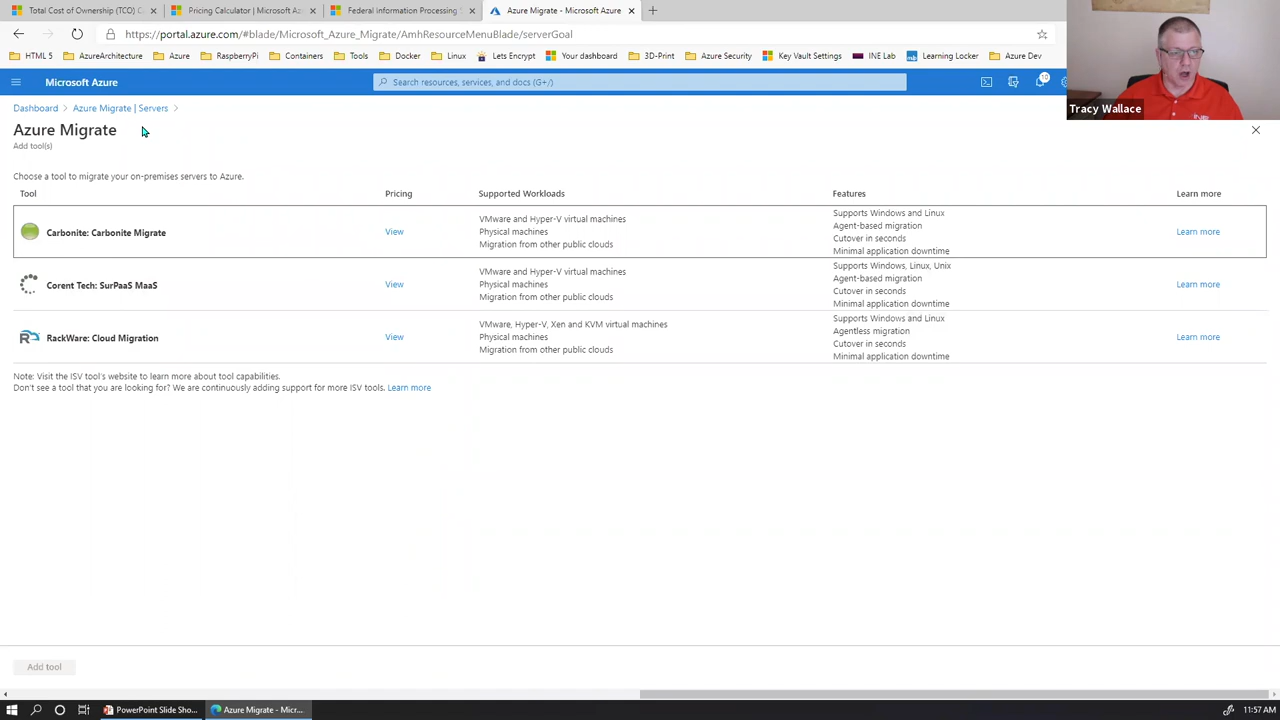 Total Cost of Ownership (TCO) C
Pricing Calculator | Microsoft Az
Federal Information Processing S
Azure Migrate - Microsoft Azure
https://portal.azure.com/#blade/Microsoft_Azure_Migrate/AmhResourceMenuBlade/serverGoal
HTML 5
AzureArchitecture
Azure
RaspberryPi
Containers
Tools
Docker
Linux
Lets Encrypt
Your dashboard
3D-Print
Azure Security
Key Vault Settings
INE Lab
Learning Locker
Azure Dev
Microsoft Azure
Search resources, services, and docs (G+/)
10
Tracy Wallace
Dashboard > Azure Migrate | Servers >
Azure Migrate
Add tool(s)
Choose a tool to migrate your on-premises servers to Azure.
Tool
Pricing
Supported Workloads
Features
Learn more
Carbonite: Carbonite Migrate
View
VMware and Hyper-V virtual machines
Physical machines
Migration from other public clouds
Supports Windows and Linux
Agent-based migration
Cutover in seconds
Minimal application downtime
Learn more
Corent Tech: SurPaaS MaaS
View
VMware and Hyper-V virtual machines
Physical machines
Migration from other public clouds
Supports Windows, Linux, Unix
Agent-based migration
Cutover in seconds
Minimal application downtime
Learn more
RackWare: Cloud Migration
View
VMware, Hyper-V, Xen and KVM virtual machines
Physical machines
Migration from other public clouds
Supports Windows and Linux
Agentless migration
Cutover in seconds
Minimal application downtime
Learn more
Note: Visit the ISV tool's website to learn more about tool capabilities.
Don't see a tool that you are looking for? We are continuously adding support for more ISV tools. Learn more
Add tool
PowerPoint Slide Sho...
Azure Migrate - Micr...
11:57 AM